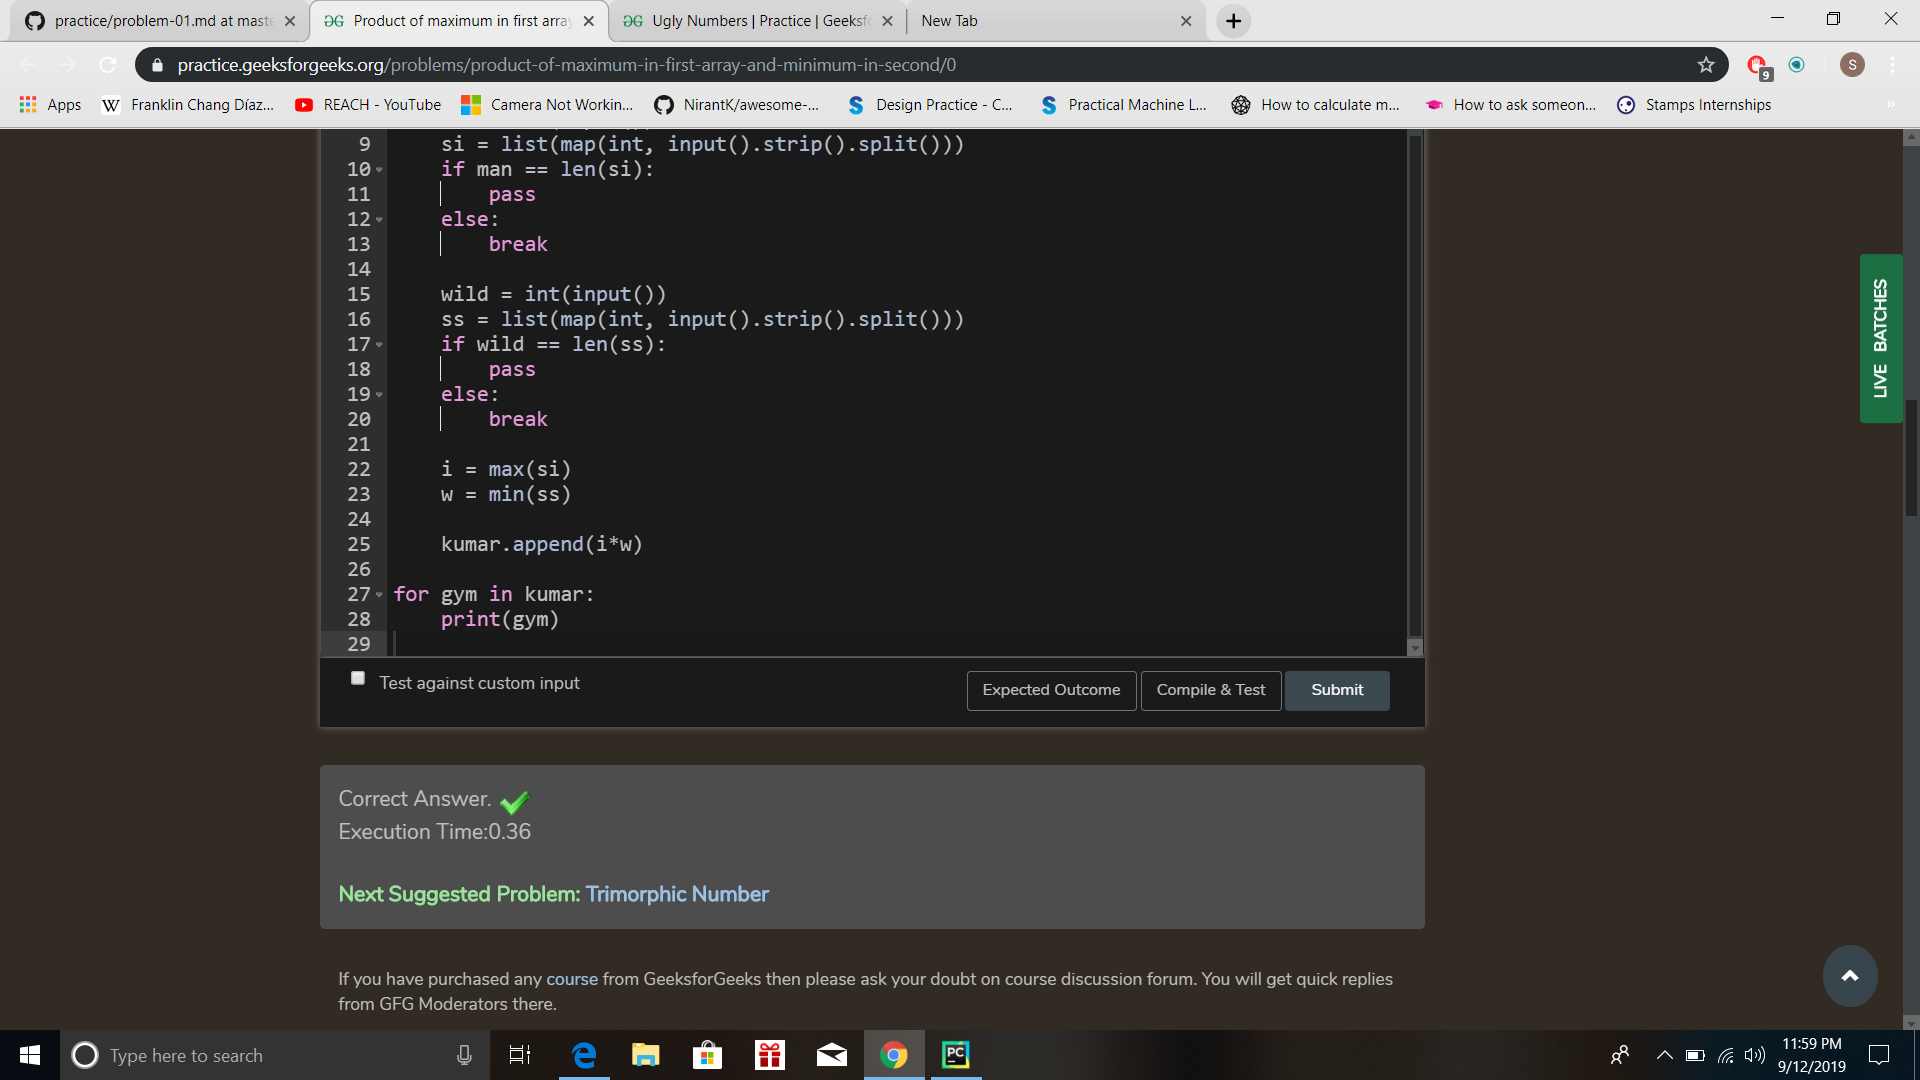 practice/problem-01.md at maste
Product of maximum in first array
Ugly Numbers | Practice | Geeksf
New Tab
practice.geeksforgeeks.org/problems/product-of-maximum-in-first-array-and-minimum-in-second/0
9
S
Apps
W Franklin Chang Díaz...
REACH - YouTube
Camera Not Workin...
NirantK/awesome-...
Design Practice - C...
Practical Machine L...
How to calculate m...
How to ask someon...
Stamps Internships
9 si = list(map(int, input().strip().split()))
10 if man == len(si):
11 pass
12 else:
13 break
14
15 wild = int(input())
16 ss = list(map(int, input().strip().split()))
17 if wild == len(ss):
18 pass
19 else:
20 break
21
22 i = max(si)
23 w = min(ss)
24
25 kumar.append(i*w)
26
27 for gym in kumar:
28 print(gym)
29
LIVE BATCHES
Test against custom input
Expected Outcome
Compile & Test
Submit
Correct Answer.
Execution Time:0.36
Next Suggested Problem: Trimorphic Number
If you have purchased any course from GeeksforGeeks then please ask your doubt on course discussion forum. You will get quick replies
from GFG Moderators there.
Type here to search
PC
11:59 PM
9/12/2019